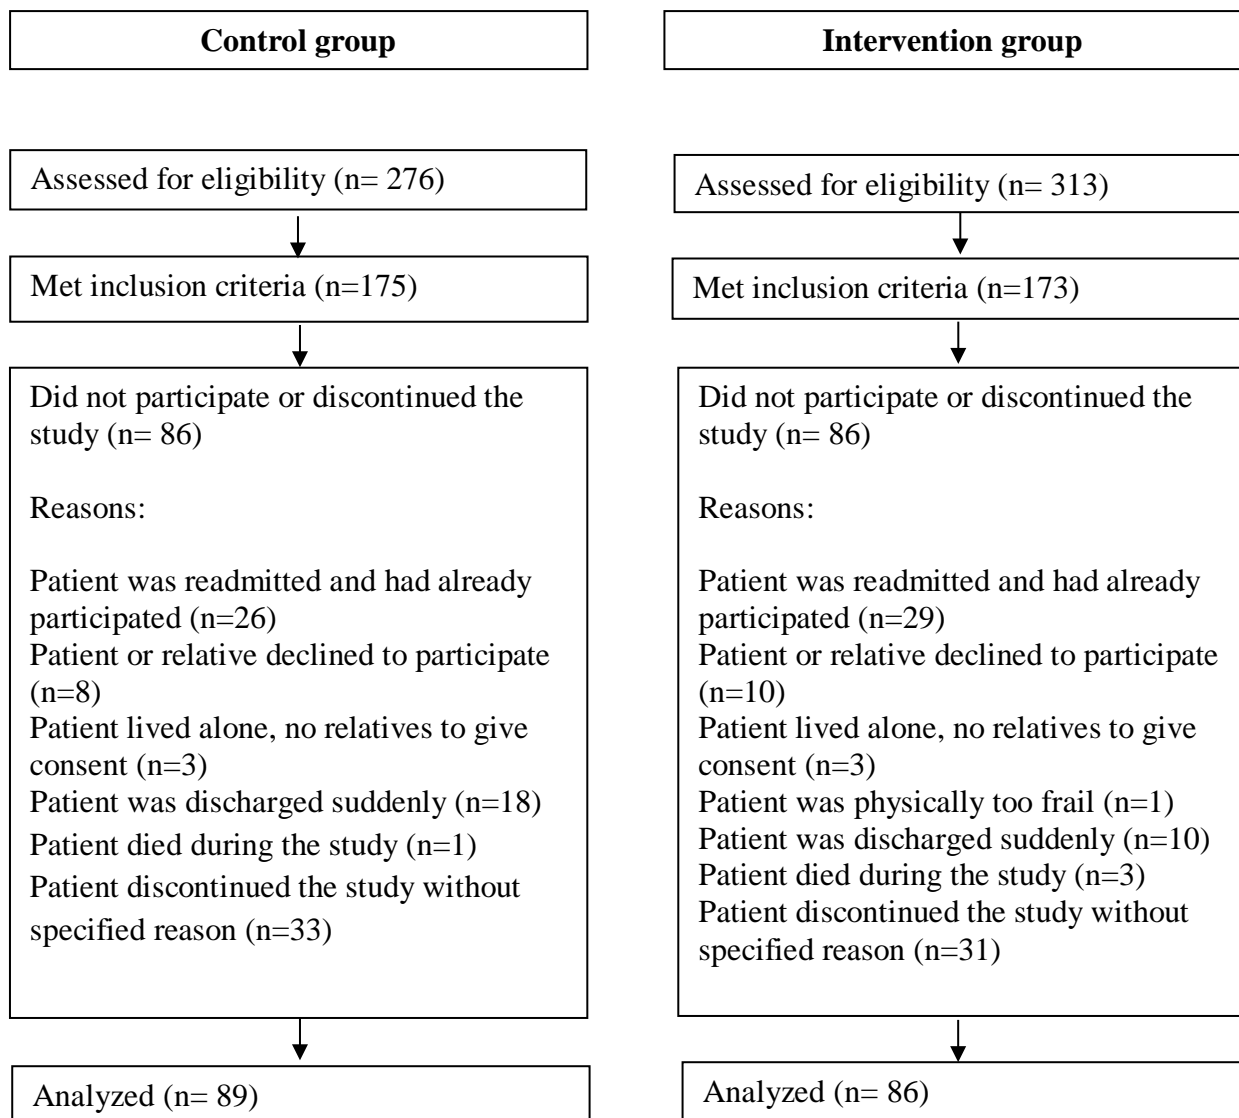 Control group
Assessed for eligibility (n= 276)
Met inclusion criteria (n=175)
Did not participate or discontinued the
study (n= 86)
Reasons:
Patient was readmitted and had already
participated (n=26)
Patient or relative declined to participate
(n=8)
Patient lived alone, no relatives to give
consent (n=3)
Patient was discharged suddenly (n=18)
Patient died during the study (n=1)
Patient discontinued the study without
specified reason (n=33)
Analyzed (n= 89)
Intervention group
Assessed for eligibility (n= 313)
Met inclusion criteria (n=173)
Did not participate or discontinued the
study (n= 86)
Reasons:
Patient was readmitted and had already
participated (n=29)
Patient or relative declined to participate
(n=10)
Patient lived alone, no relatives to give
consent (n=3)
Patient was physically too frail (n=1)
Patient was discharged suddenly (n=10)
Patient died during the study (n=3)
Patient discontinued the study without
specified reason (n=31)
Analyzed (n= 86)